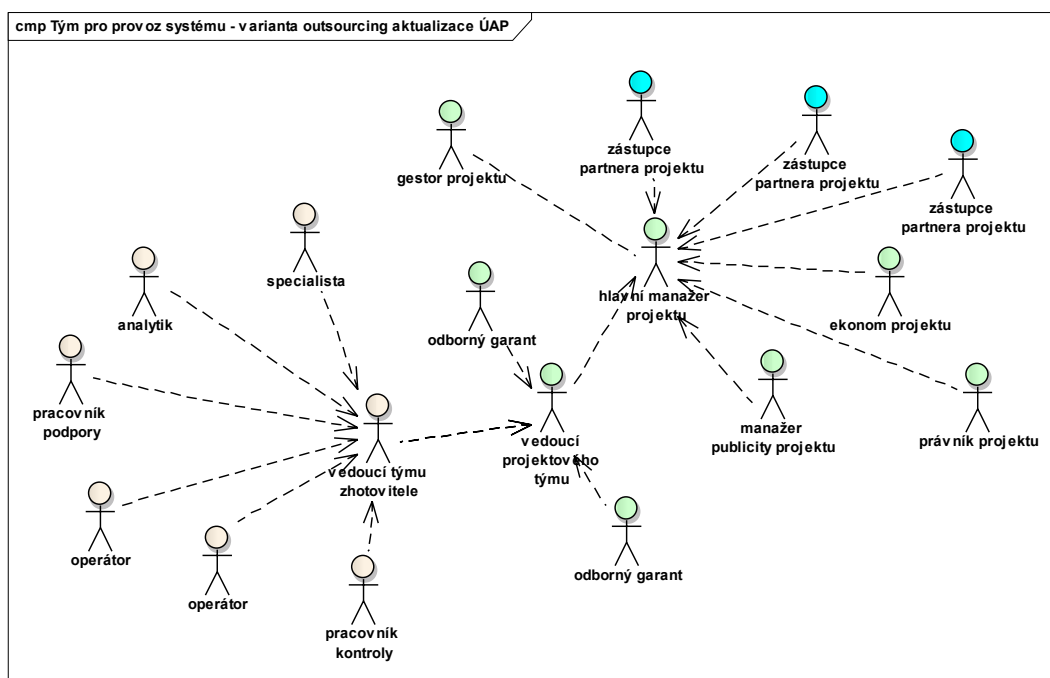 cmp Tým pro provoz systému - varianta outsourcing aktualizace ÚAP
zástupce
partnera projektu
zástupce
partnera projektu
zástupce
partnera projektu
gestor projektu
specialista
hlavní manažer
projektu
analytik
odborný garant
ekonom projektu
pracovník
podpory
vedoucí týmu
zhotovitele
vedoucí
projektového
týmu
manažer
publicity projektu
právník projektu
operátor
operátor
odborný garant
pracovník
kontroly